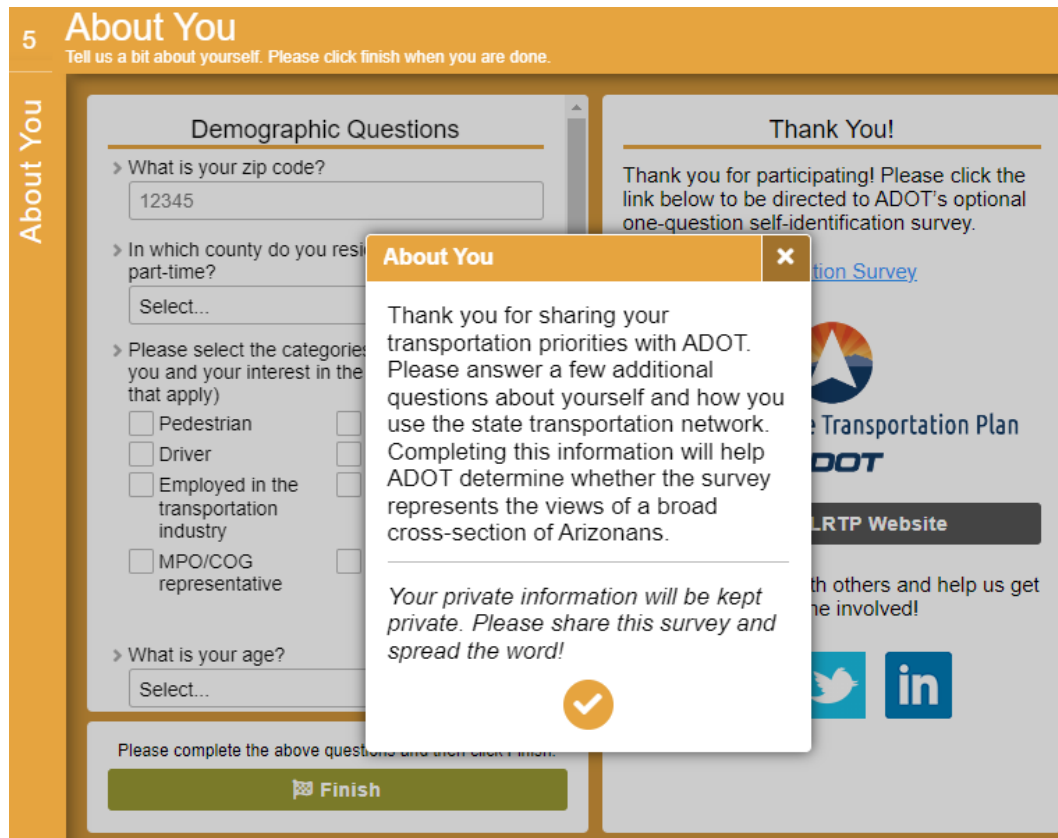 5
About You
Tell us a bit about yourself. Please click finish when you are done.
About You
Demographic Questions
What is your zip code?
12345
In which county do you
part-time?
Select...
Please select the categories
you and your interest in the
that apply)
Pedestrian
Driver
Employed in the
transportation
industry
MPO/COG
representative
What is your age?
Select...
Please complete the above questions and then click Finish.
Finish
About You
Thank you for sharing your
transportation priorities with ADOT.
Please answer a few additional
questions about yourself and how you
use the state transportation network.
Completing this information will help
ADOT determine whether the survey
represents the views of a broad
cross-section of Arizonans.
Your private information will be kept
private. Please share this survey and
spread the word!
Thank You!
Thank you for participating! Please click the
link below to be directed to ADOT's optional
one-question self-identification survey.
Survey
Transportation Plan
LRTP Website
others and help us get
involved!
in